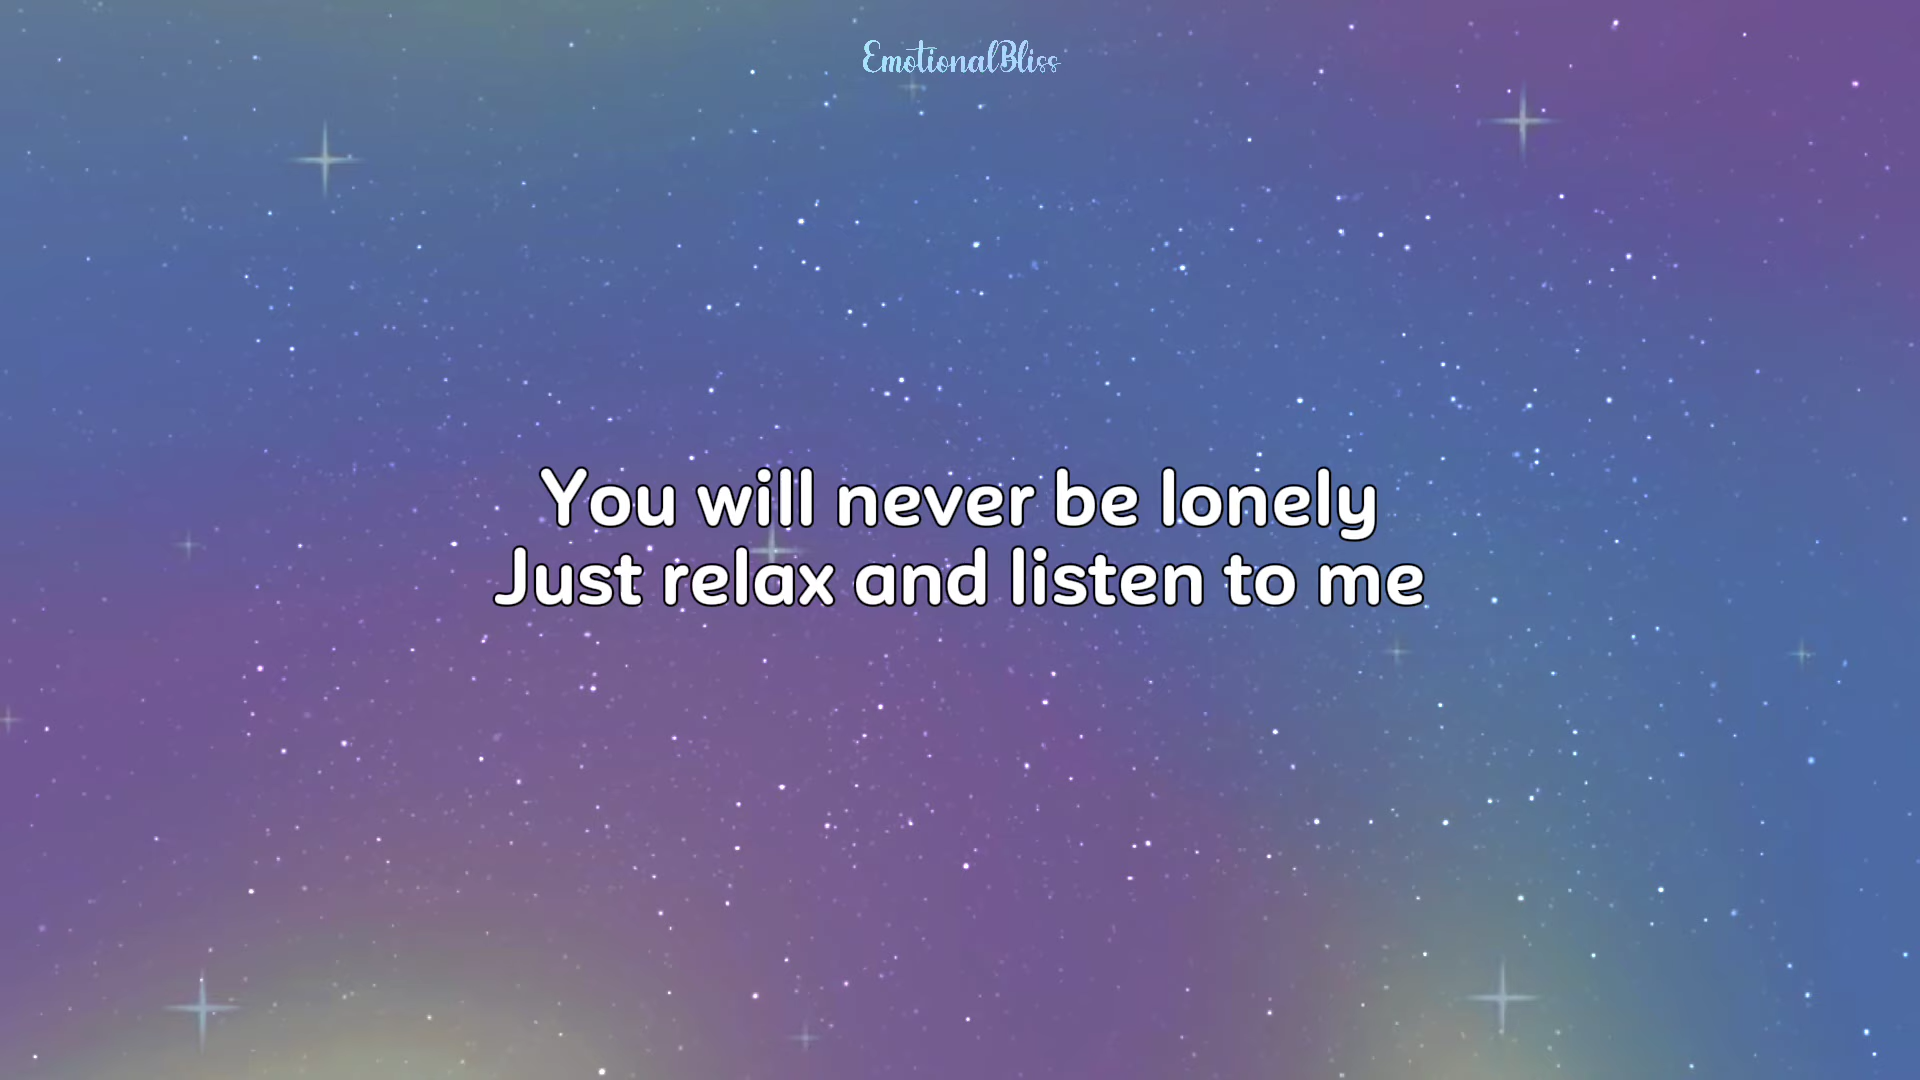 EmotionalBliss
You will never be lonely
Just relax and listen to me